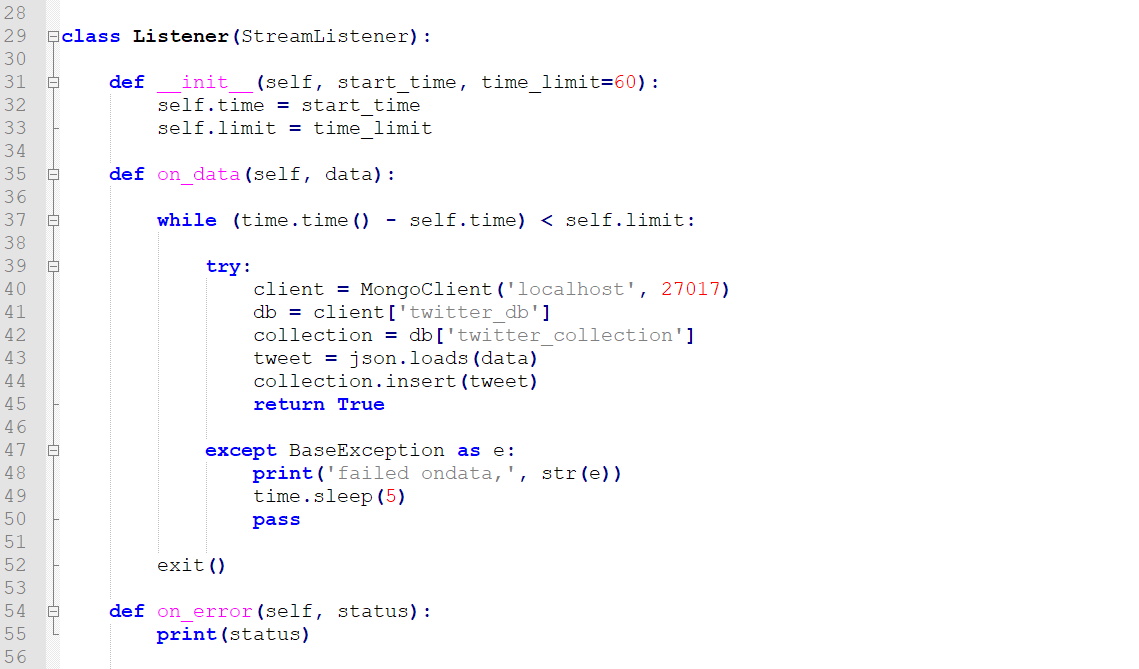 28
29 class Listener(StreamListener):
30
31     def __init__(self, start_time, time_limit=60):
32         self.time = start_time
33         self.limit = time_limit
34
35     def on_data(self, data):
36
37         while (time.time() - self.time) < self.limit:
38
39             try:
40                 client = MongoClient('localhost', 27017)
41                 db = client['twitter_db']
42                 collection = db['twitter_collection']
43                 tweet = json.loads(data)
44                 collection.insert(tweet)
45                 return True
46
47             except BaseException as e:
48                 print('failed ondata,', str(e))
49                 time.sleep(5)
50                 pass
51
52         exit()
53
54     def on_error(self, status):
55         print(status)
56